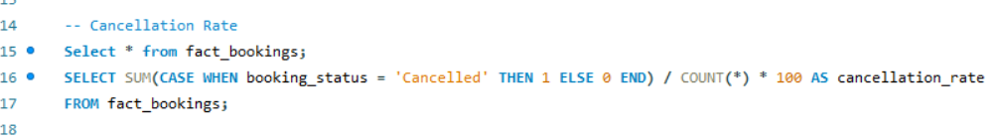 14 -- Cancellation Rate
15 Select * from fact_bookings;
16 SELECT SUM(CASE WHEN booking_status = 'Cancelled' THEN 1 ELSE 0 END) / COUNT(*) * 100 AS cancellation_rate
17 FROM fact_bookings;
18